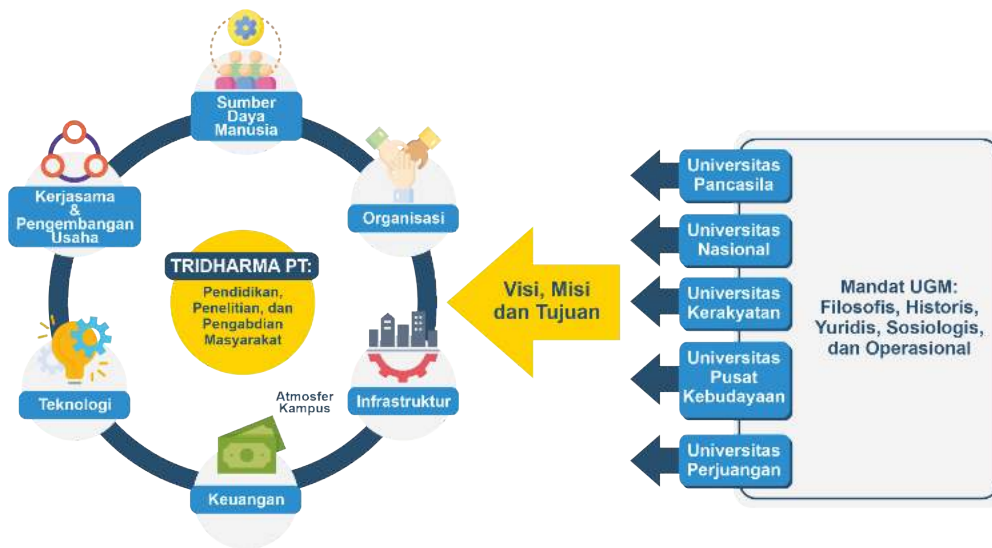 Sumber
Daya
Manusia
Kerjasama
&
Pengembangan
Usaha
Organisasi
TRIDHARMA PT:
Pendidikan,
Penelitian, dan
Pengabdian
Masyarakat
Teknologi
Atmosfer
Kampus
Infrastruktur
Keuangan
Visi, Misi
dan Tujuan
Universitas
Pancasila
Universitas
Nasional
Universitas
Kerakyatan
Universitas
Pusat
Kebudayaan
Universitas
Perjuangan
Mandat UGM:
Filosofis, Historis,
Yuridis, Sosiologis,
dan Operasional